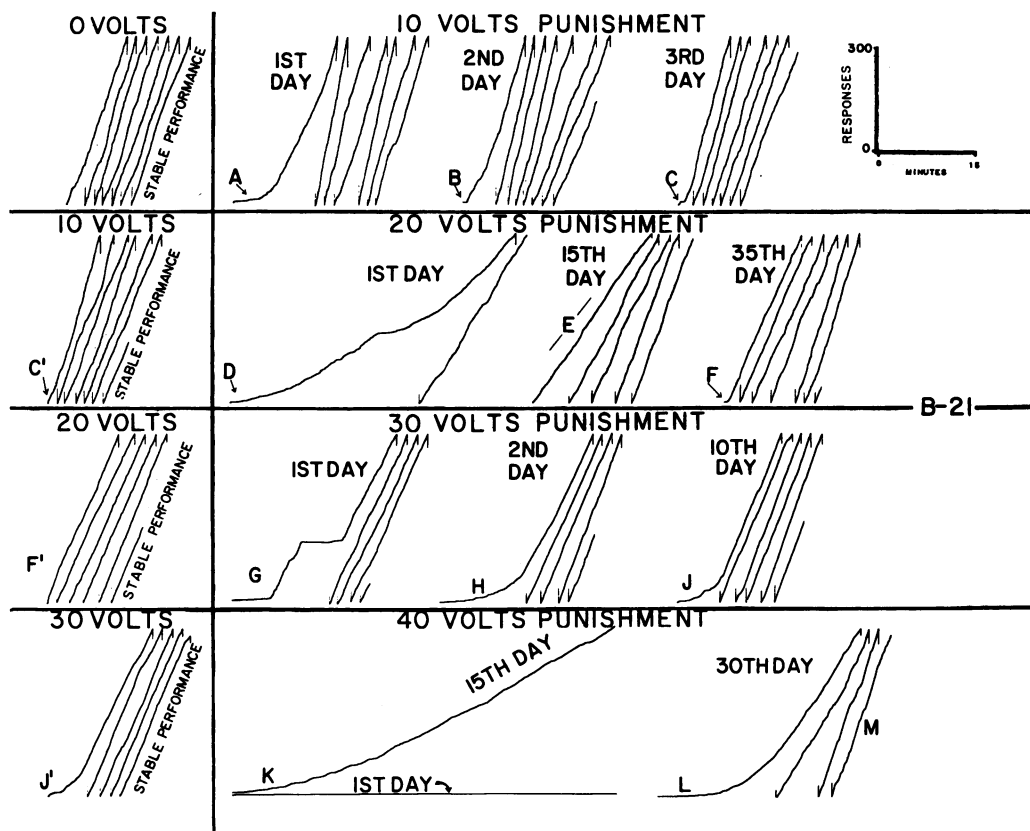 0 VOLTS
STABLE PERFORMANCE
10 VOLTS PUNISHMENT
1ST
DAY
A
2ND
DAY
B
3RD
DAY
C
300
RESPONSES
0
0
15
MINUTES
10 VOLTS
C'
STABLE PERFORMANCE
20 VOLTS PUNISHMENT
1ST DAY
D
15TH
DAY
E
35TH
DAY
F
B-21
20 VOLTS
F'
STABLE PERFORMANCE
30 VOLTS PUNISHMENT
1ST DAY
G
2ND
DAY
H
10TH
DAY
J
30 VOLTS
J'
STABLE PERFORMANCE
40 VOLTS PUNISHMENT
15TH DAY
K
1ST DAY
30TH DAY
L
M